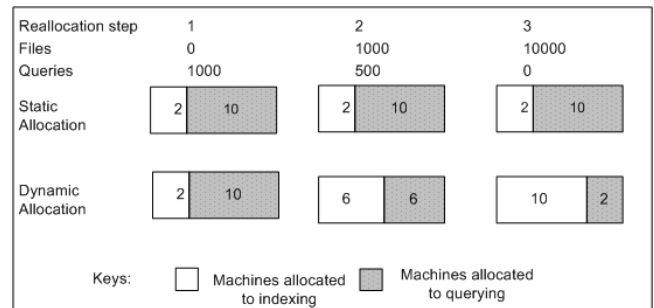 Reallocation step 1 2 3
Files 0 1000 10000
Queries 1000 500 0
Static 2 10 2 10 2 10
Allocation
Dynamic 2 10 6 6 10 2
Allocation
Keys: Machines allocated Machines allocated
to indexing to querying